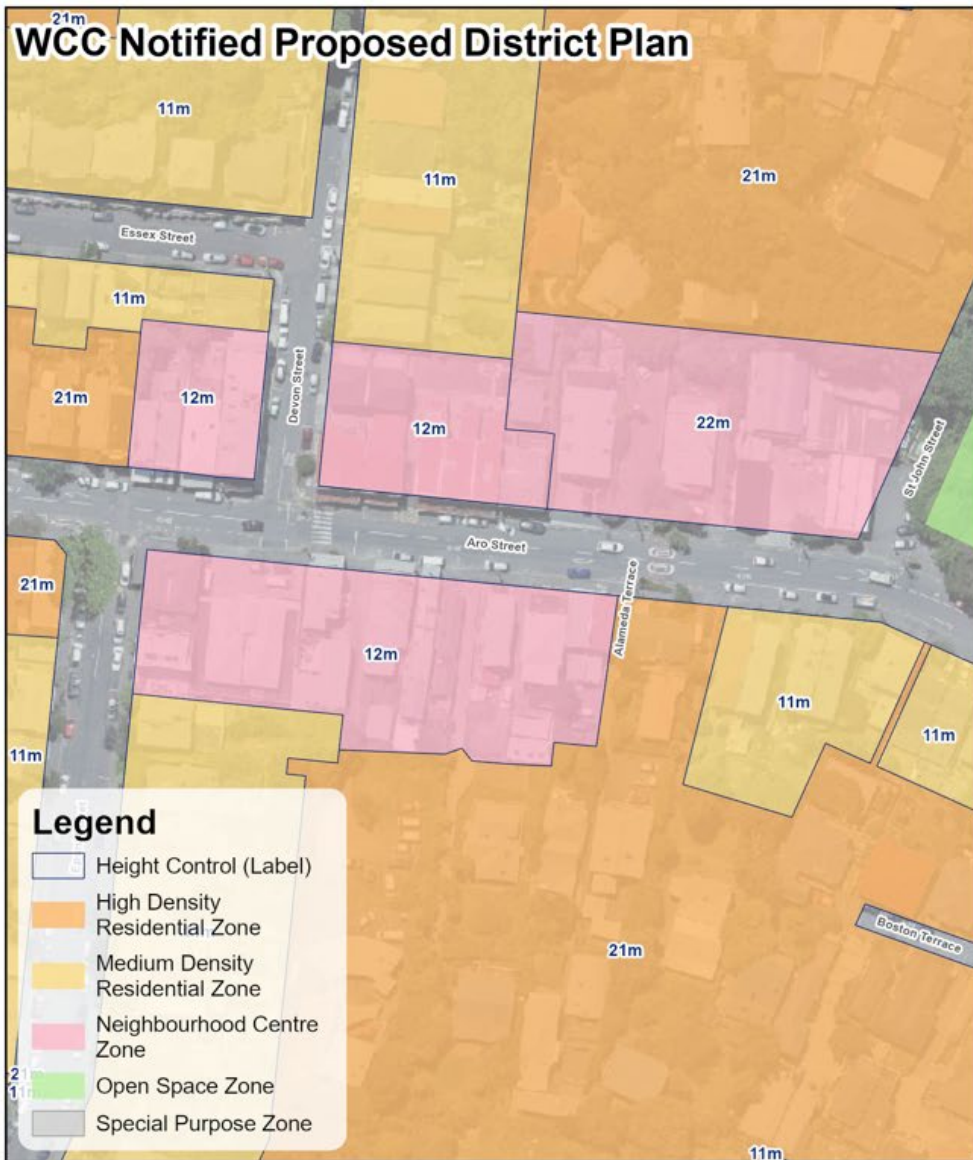 21m
WCC Notified Proposed District Plan
11m
11m
21m
Essex Street
11m
Devon Street
21m
12m
12m
22m
St John Street
Aro Street
21m
Alameda Terrace
12m
11m
11m
11m
Legend
Height Control (Label)
High Density
Residential Zone
Medium Density
Residential Zone
Neighbourhood Centre
Zone
Open Space Zone
Special Purpose Zone
Boston Terrace
21m
21m
11m
11m